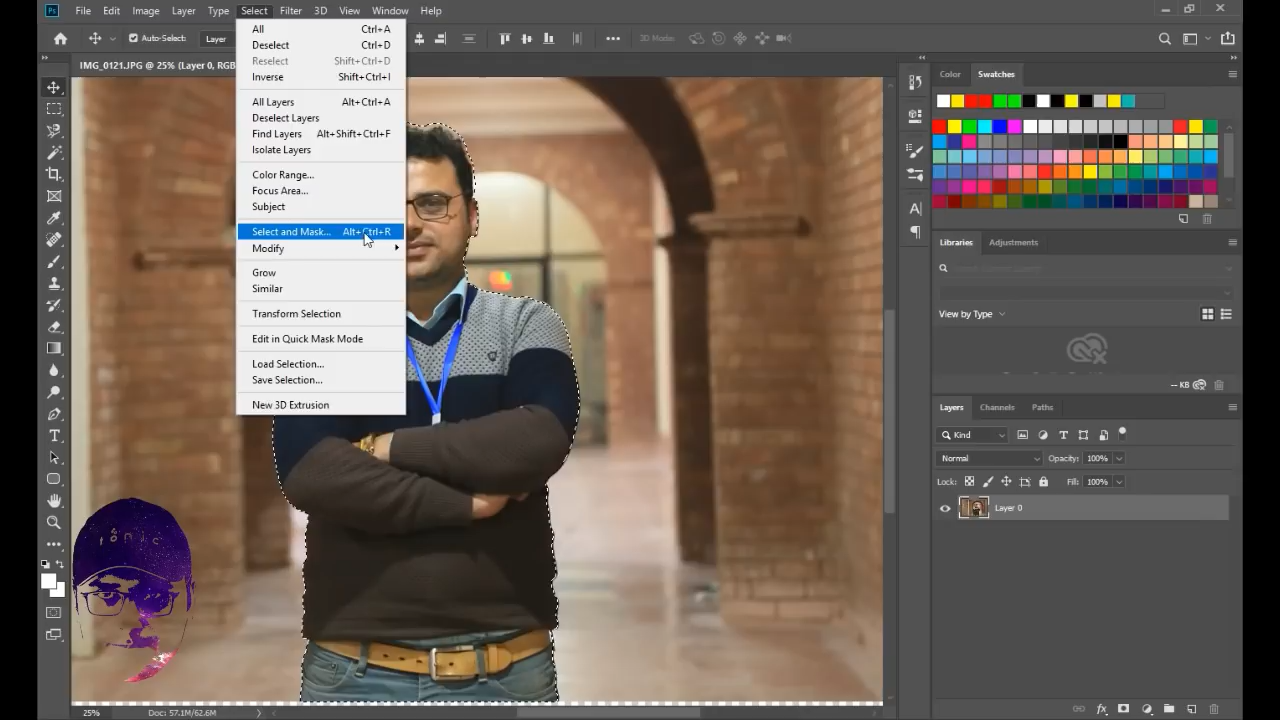 Ps File Edit Image Layer Type Select Filter 3D View Window Help
Auto-Select: Layer 3D Mode:
IMG_0121.JPG @ 25% (Layer 0, RGB
All Ctrl+A
Deselect Ctrl+D
Reselect Shift+Ctrl+D
Inverse Shift+Ctrl+I
All Layers Alt+Ctrl+A
Deselect Layers
Find Layers Alt+Shift+Ctrl+F
Isolate Layers
Color Range...
Focus Area...
Subject
Select and Mask... Alt+Ctrl+R
Modify
Grow
Similar
Transform Selection
Edit in Quick Mask Mode
Load Selection...
Save Selection...
New 3D Extrusion
Color Swatches
Libraries Adjustments
View by Type
-- KB
Layers Channels Paths
Kind
Normal Opacity: 100%
Lock: Fill: 100%
Layer 0
ionic
25% Doc: 57.1M/62.6M